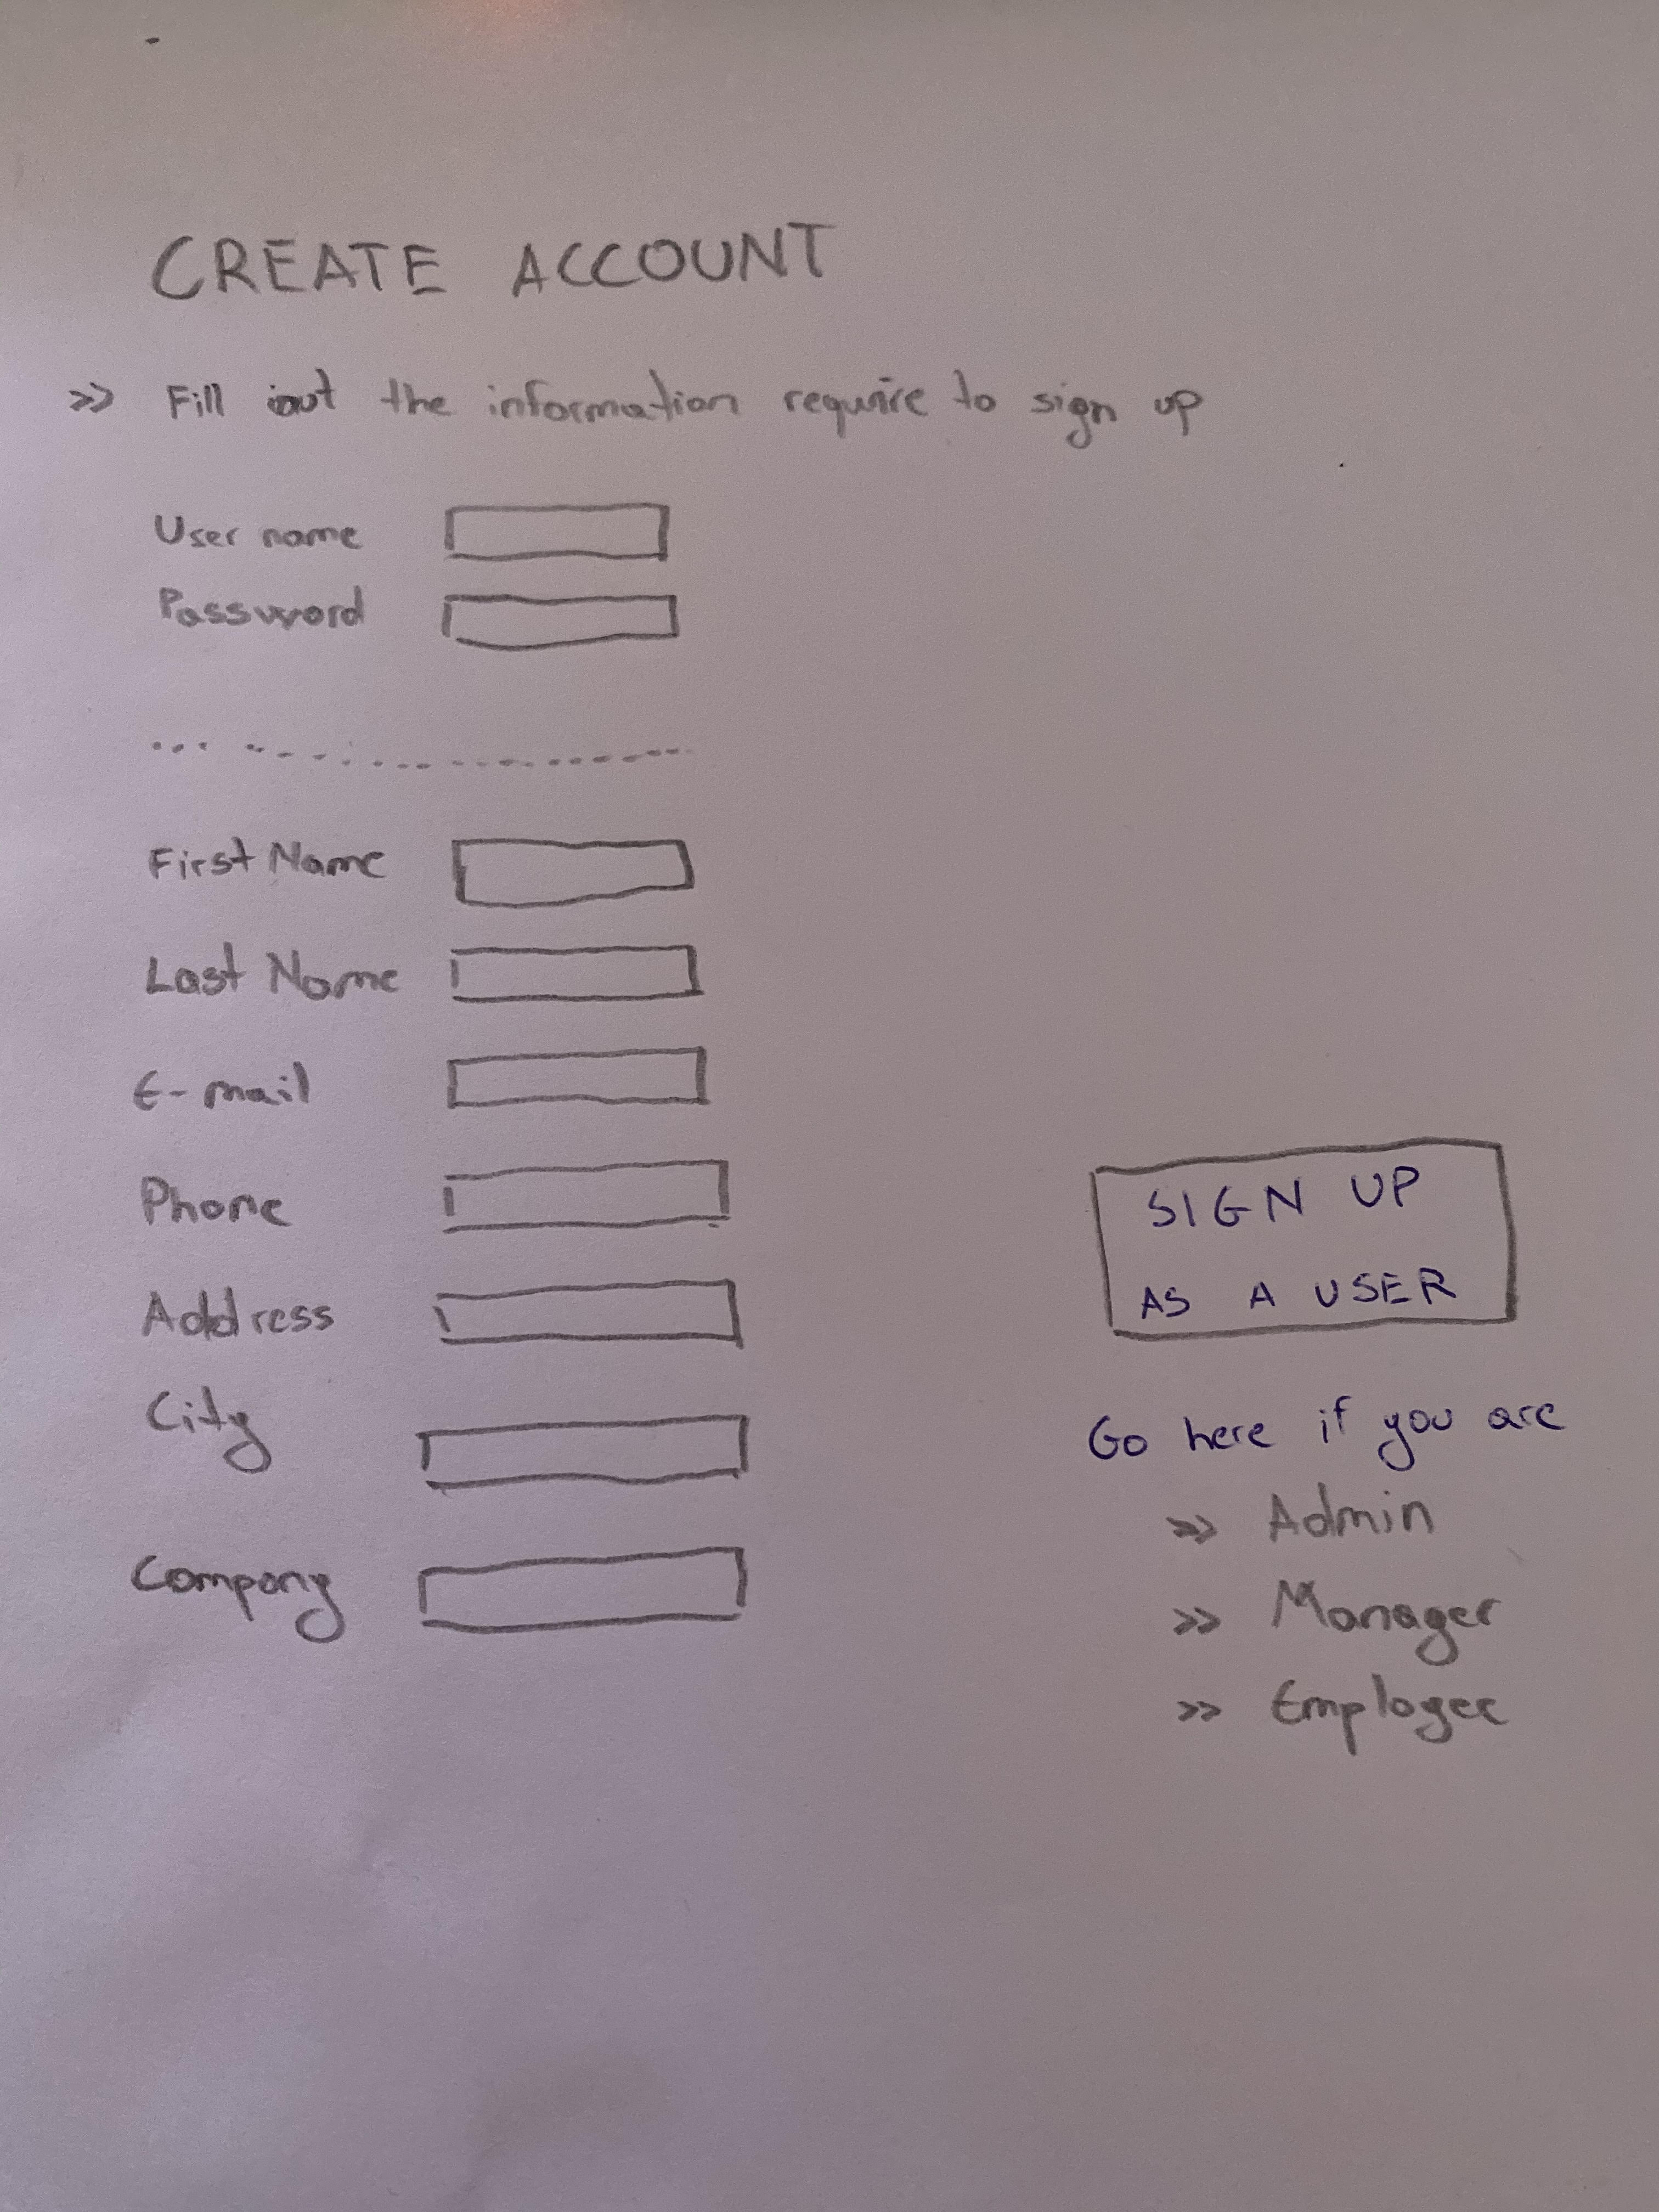 CREATE ACCOUNT
>> Fill out the information require to sign up
User name
Password
First Name
Last Name
E-mail
Phone
Address
City
Company
SIGN UP
AS A USER
Go here if you are
>> Admin
>> Manager
>> Employee